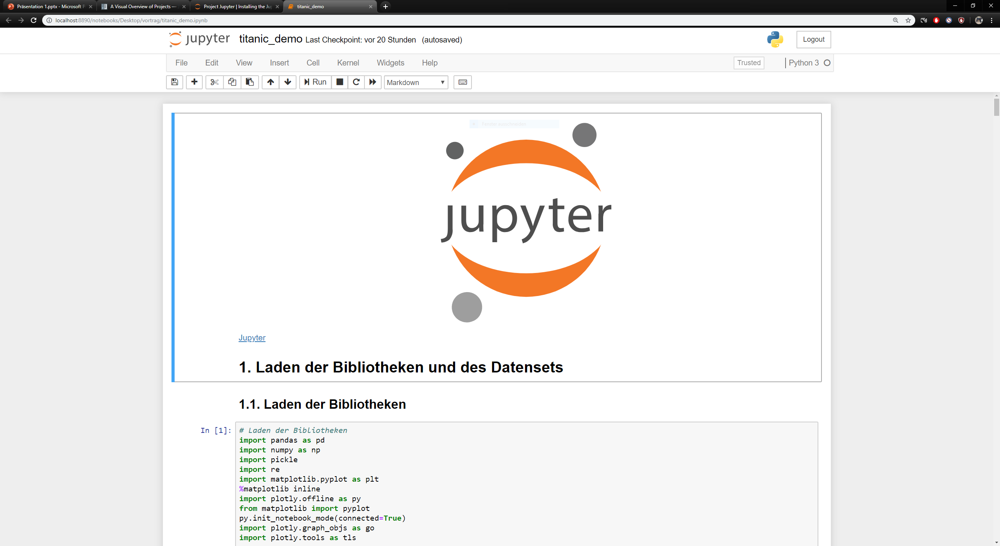 Präsentation 1.pptx - Microsoft P
A Visual Overview of Projects —
Project Jupyter | Installing the Jup
titanic_demo
localhost:8890/notebooks/Desktop/vortrag/titanic_demo.ipynb
jupyter titanic_demo Last Checkpoint: vor 20 Stunden (autosaved)
Logout
File Edit View Insert Cell Kernel Widgets Help
Trusted
Python 3
Run
Markdown
Fenster ausschneiden
jupyter
Jupyter
1. Laden der Bibliotheken und des Datensets
1.1. Laden der Bibliotheken
In [1]:
# Laden der Bibliotheken
import pandas as pd
import numpy as np
import pickle
import re
import matplotlib.pyplot as plt
%matplotlib inline
import plotly.offline as py
from matplotlib import pyplot
py.init_notebook_mode(connected=True)
import plotly.graph_objs as go
import plotly.tools as tls